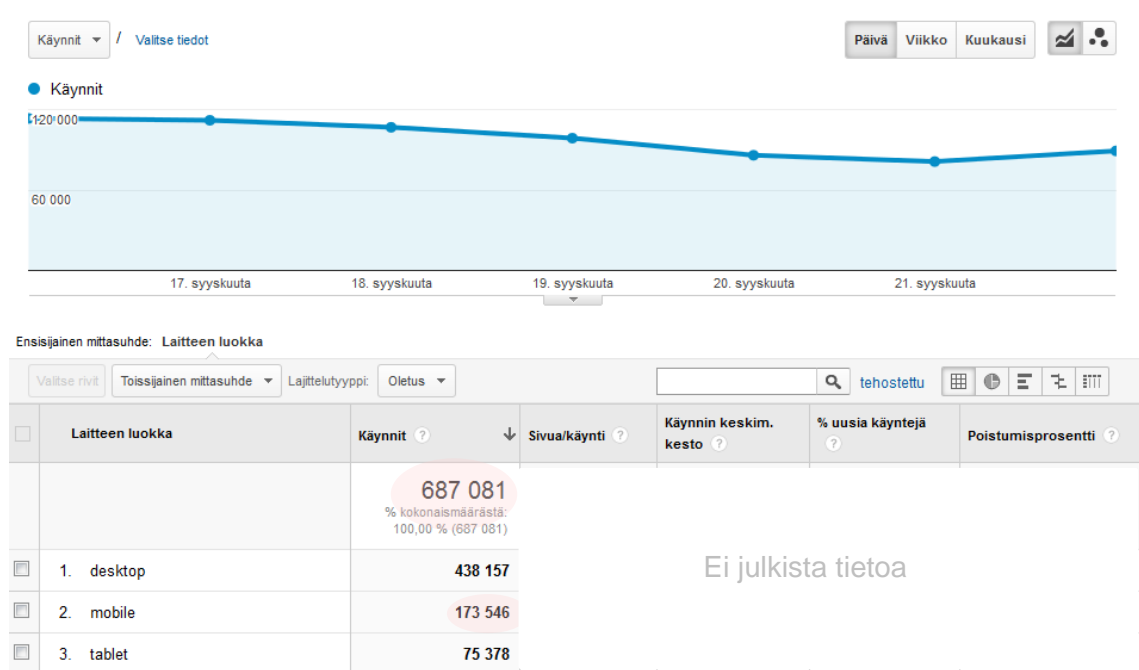 Käynnit / Valitse tiedot
Päivä Viikko Kuukausi
Käynnit
120 000
60 000
17. syyskuuta 18. syyskuuta 19. syyskuuta 20. syyskuuta 21. syyskuuta
Ensisijainen mittasuhde: Laitteen luokka
Valitse rivit Toissijainen mittasuhde Lajittelutyyppi: Oletus tehostettu
Laitteen luokka Käynnit ? Sivua/käynti ? Käynnin keskim. kesto ? % uusia käyntejä ? Poistumisprosentti ?
687 081
% kokonaismäärästä:
100,00 % (687 081)
1. desktop 438 157
Ei julkista tietoa
2. mobile 173 546
3. tablet 75 378